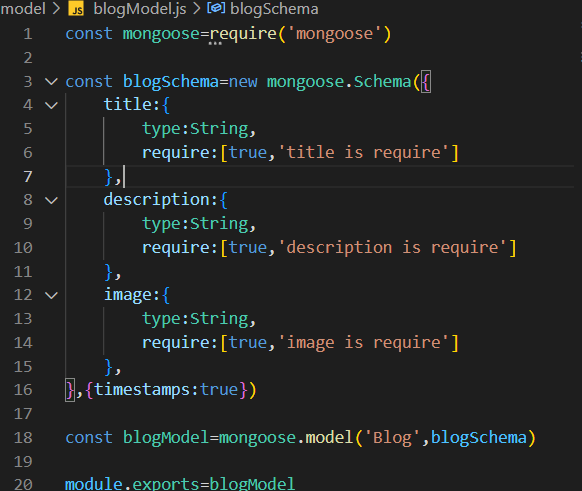 model > JS blogModel.js > blogSchema
1 const mongoose=require('mongoose')
2
3 const blogSchema=new mongoose.Schema({
4 title:{
5 type:String,
6 require:[true,'title is require']
7 },
8 description:{
9 type:String,
10 require:[true,'description is require']
11 },
12 image:{
13 type:String,
14 require:[true,'image is require']
15 },
16 },{timestamps:true})
17
18 const blogModel=mongoose.model('Blog',blogSchema)
19
20 module.exports=blogModel